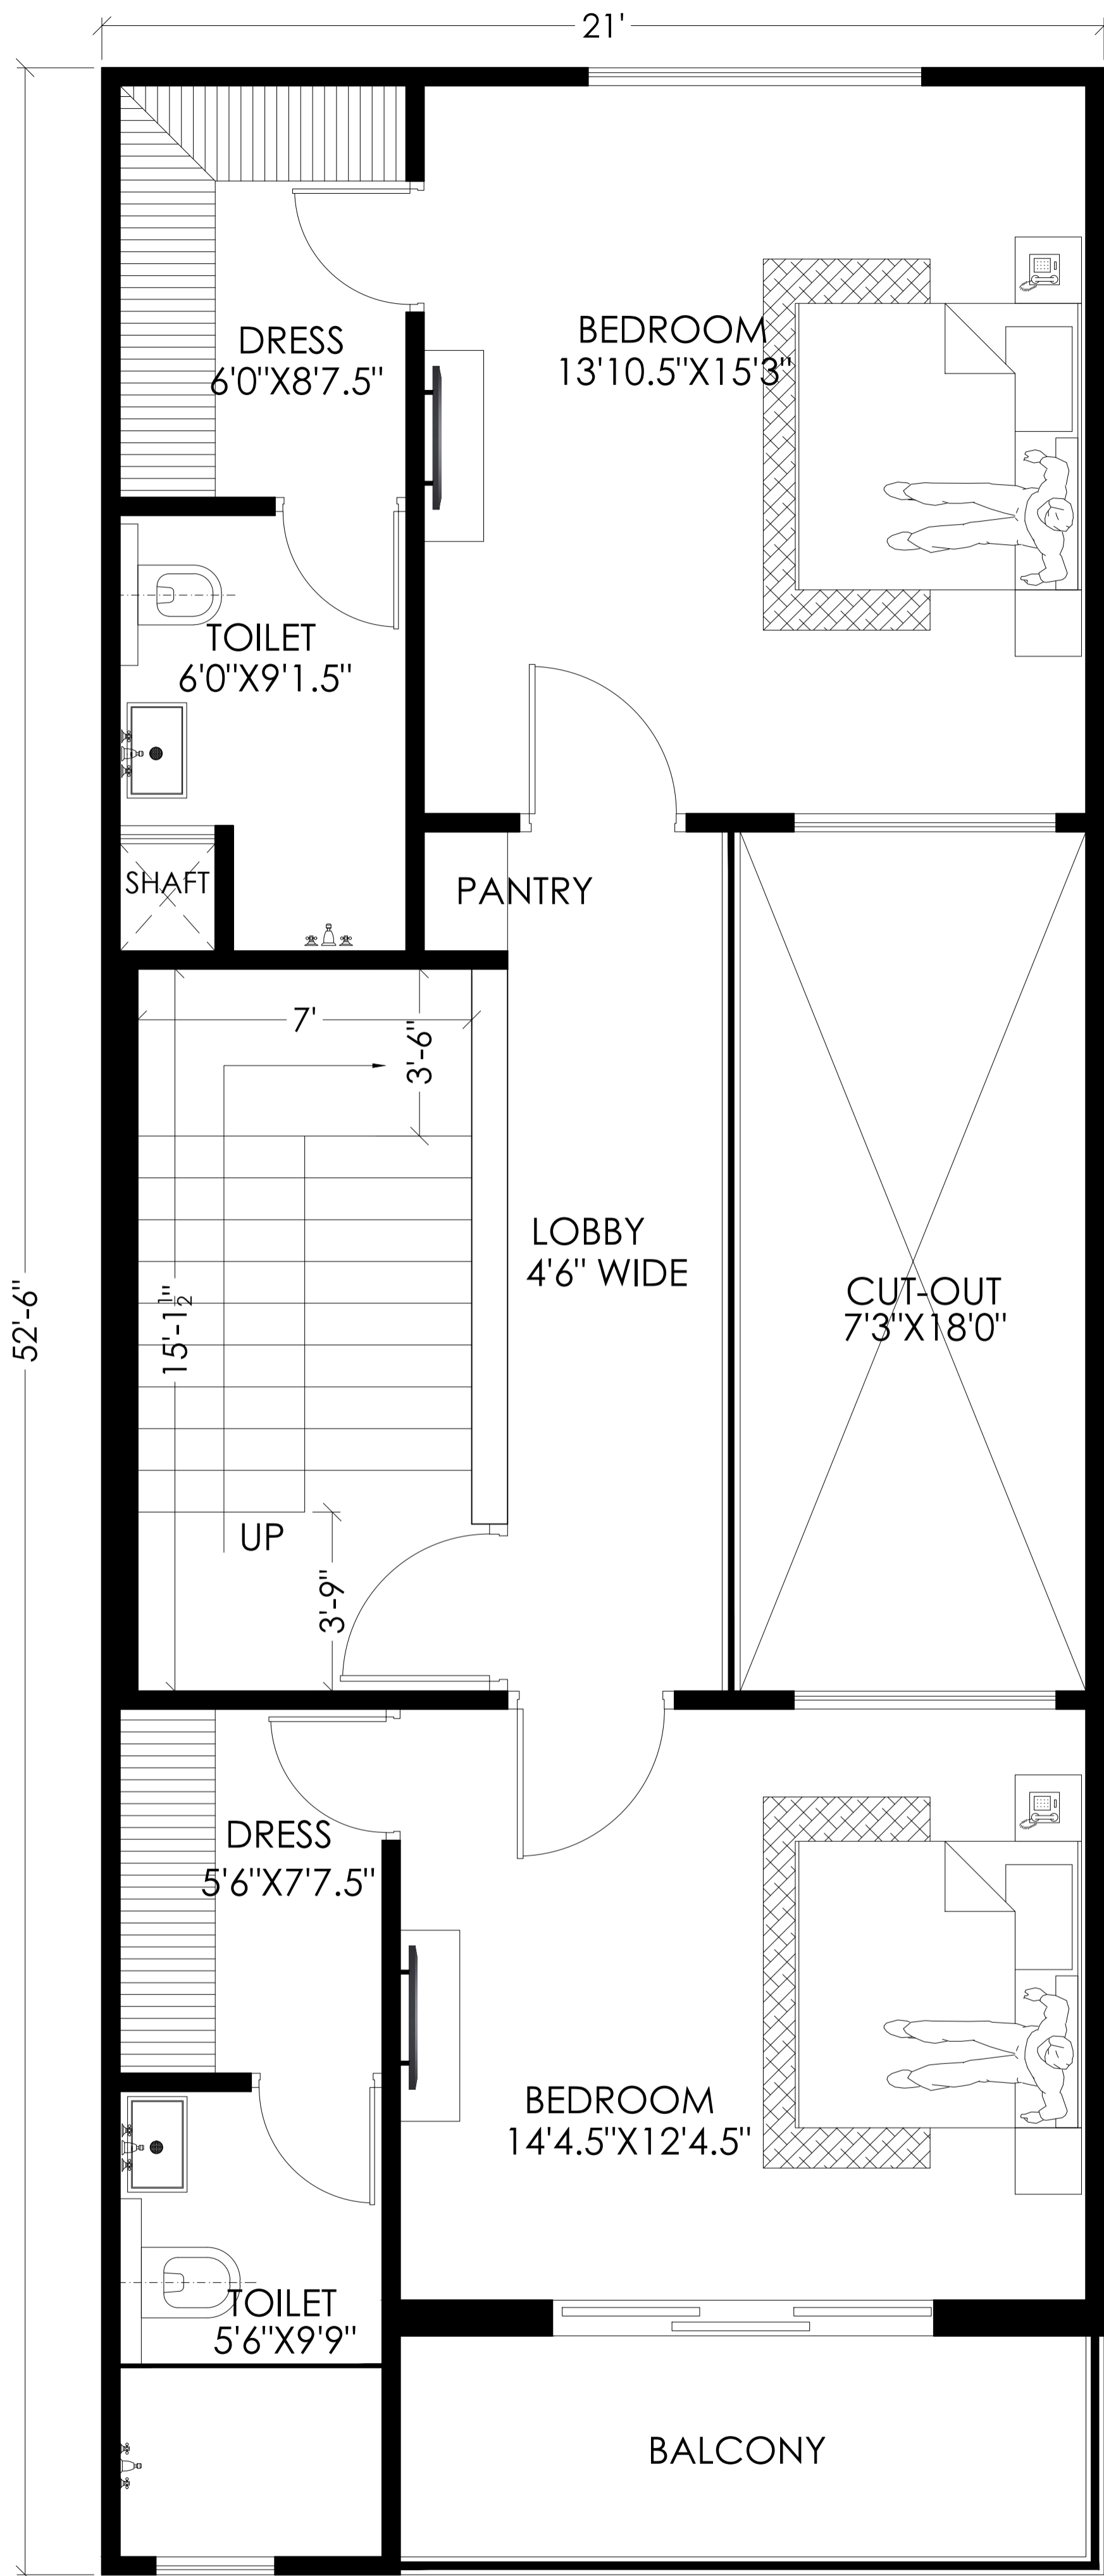 21'
DRESS
6'0"X8'7.5"
BEDROOM
13'10.5"X15'3"
TOILET
6'0"X9'1.5"
SHAFT
PANTRY
7'
3'-6"
LOBBY
4'6" WIDE
CUT-OUT
7'3"X18'0"
52'-6"
15'-1 1/2"
UP
3'-9"
DRESS
5'6"X7'7.5"
BEDROOM
14'4.5"X12'4.5"
TOILET
5'6"X9'9"
BALCONY